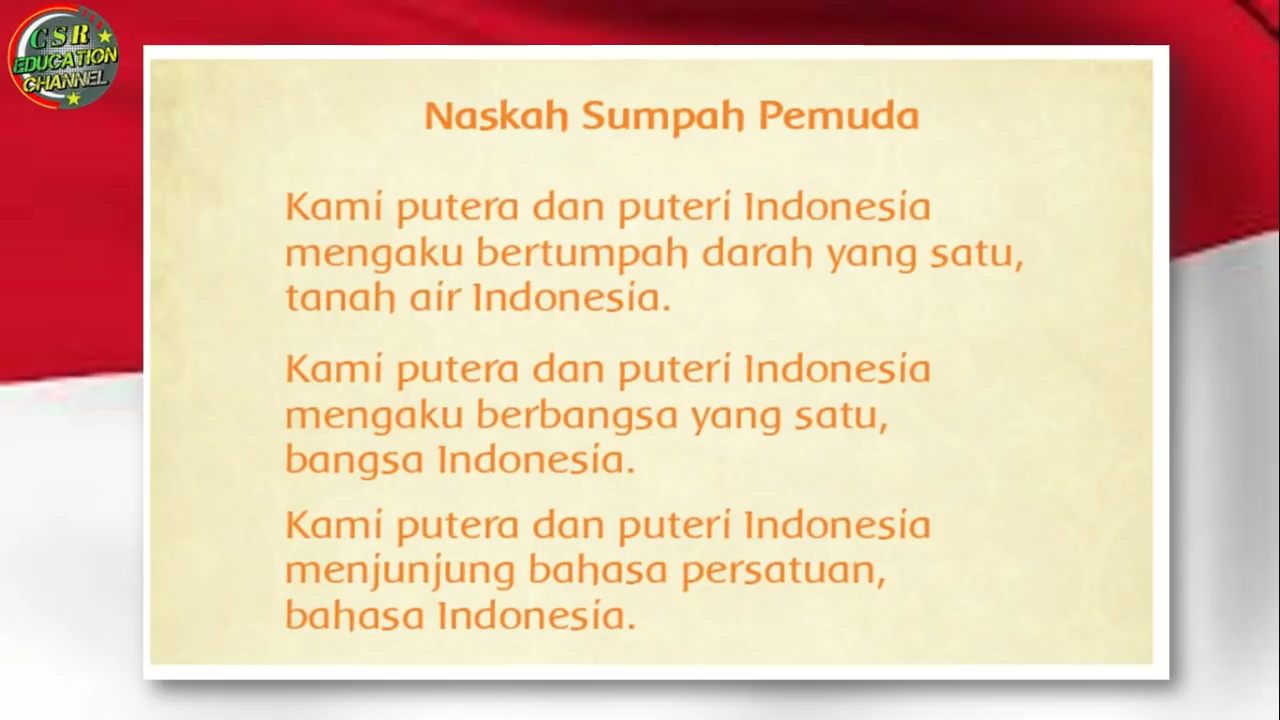 CSR
EDUCATION
CHANNEL
Naskah Sumpah Pemuda
Kami putera dan puteri Indonesia
mengaku bertumpah darah yang satu,
tanah air Indonesia.
Kami putera dan puteri Indonesia
mengaku berbangsa yang satu,
bangsa Indonesia.
Kami putera dan puteri Indonesia
menjunjung bahasa persatuan,
bahasa Indonesia.